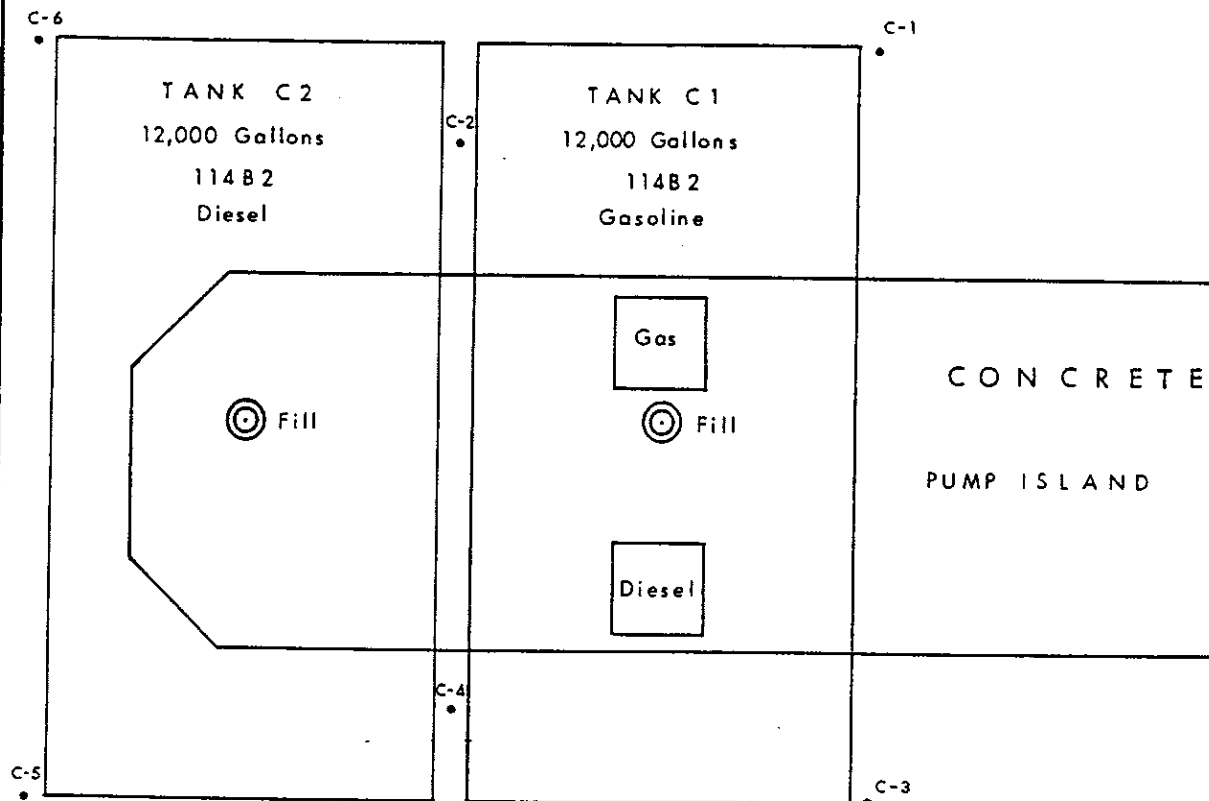 C-6
C-1
TANK C2
12,000 Gallons
114B2
Diesel
C-2
TANK C1
12,000 Gallons
114B2
Gasoline
Gas
CONCRETE
Fill
Fill
PUMP ISLAND
Diesel
C-4
C-5
C-3